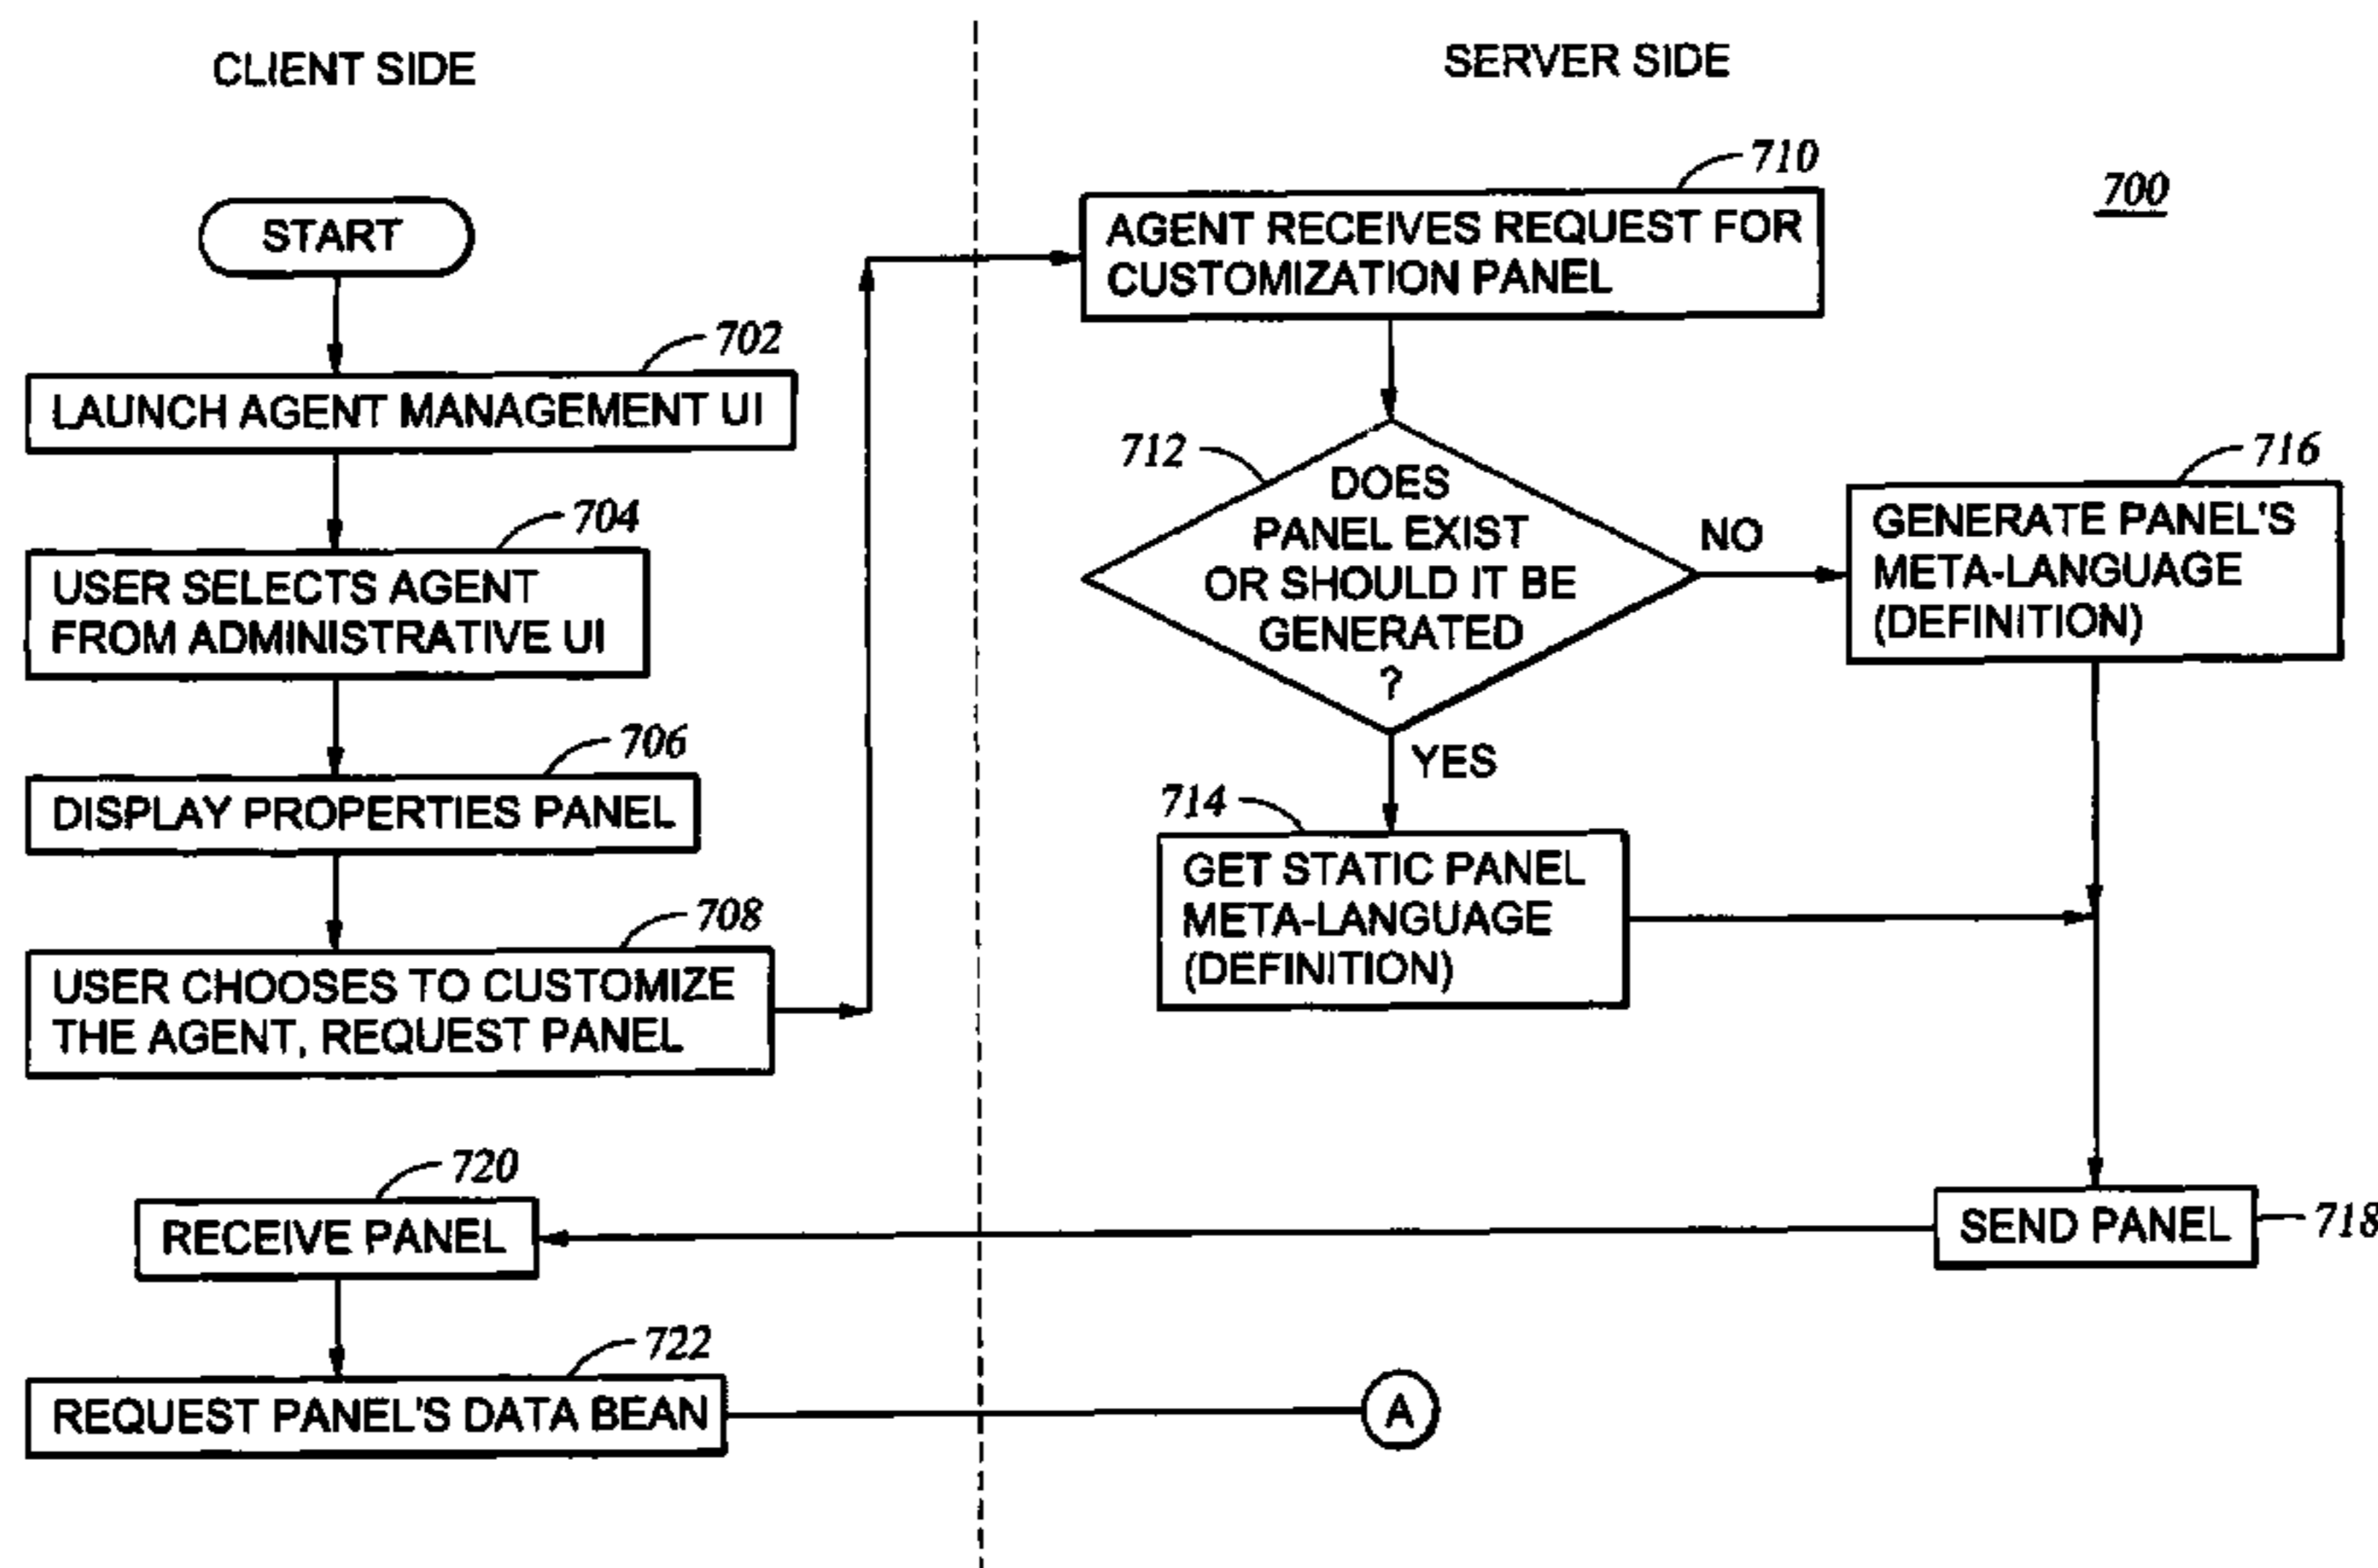 CLIENT SIDE
SERVER SIDE
700
START
702
LAUNCH AGENT MANAGEMENT UI
704
USER SELECTS AGENT
FROM ADMINISTRATIVE UI
706
DISPLAY PROPERTIES PANEL
708
USER CHOOSES TO CUSTOMIZE
THE AGENT, REQUEST PANEL
710
AGENT RECEIVES REQUEST FOR
CUSTOMIZATION PANEL
712
DOES
PANEL EXIST
OR SHOULD IT BE
GENERATED
?
NO
YES
716
GENERATE PANEL'S
META-LANGUAGE
(DEFINITION)
714
GET STATIC PANEL
META-LANGUAGE
(DEFINITION)
718
SEND PANEL
720
RECEIVE PANEL
722
REQUEST PANEL'S DATA BEAN
A